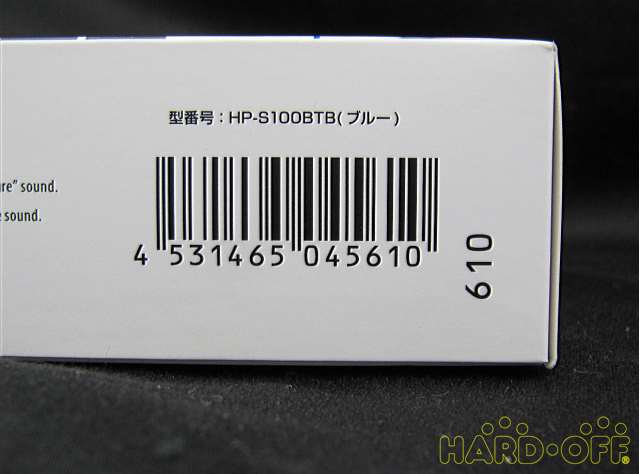 型番号：HP-S100BTB(ブルー)
re" sound.
e sound.
4 531465 045610
610
HARD·OFF®